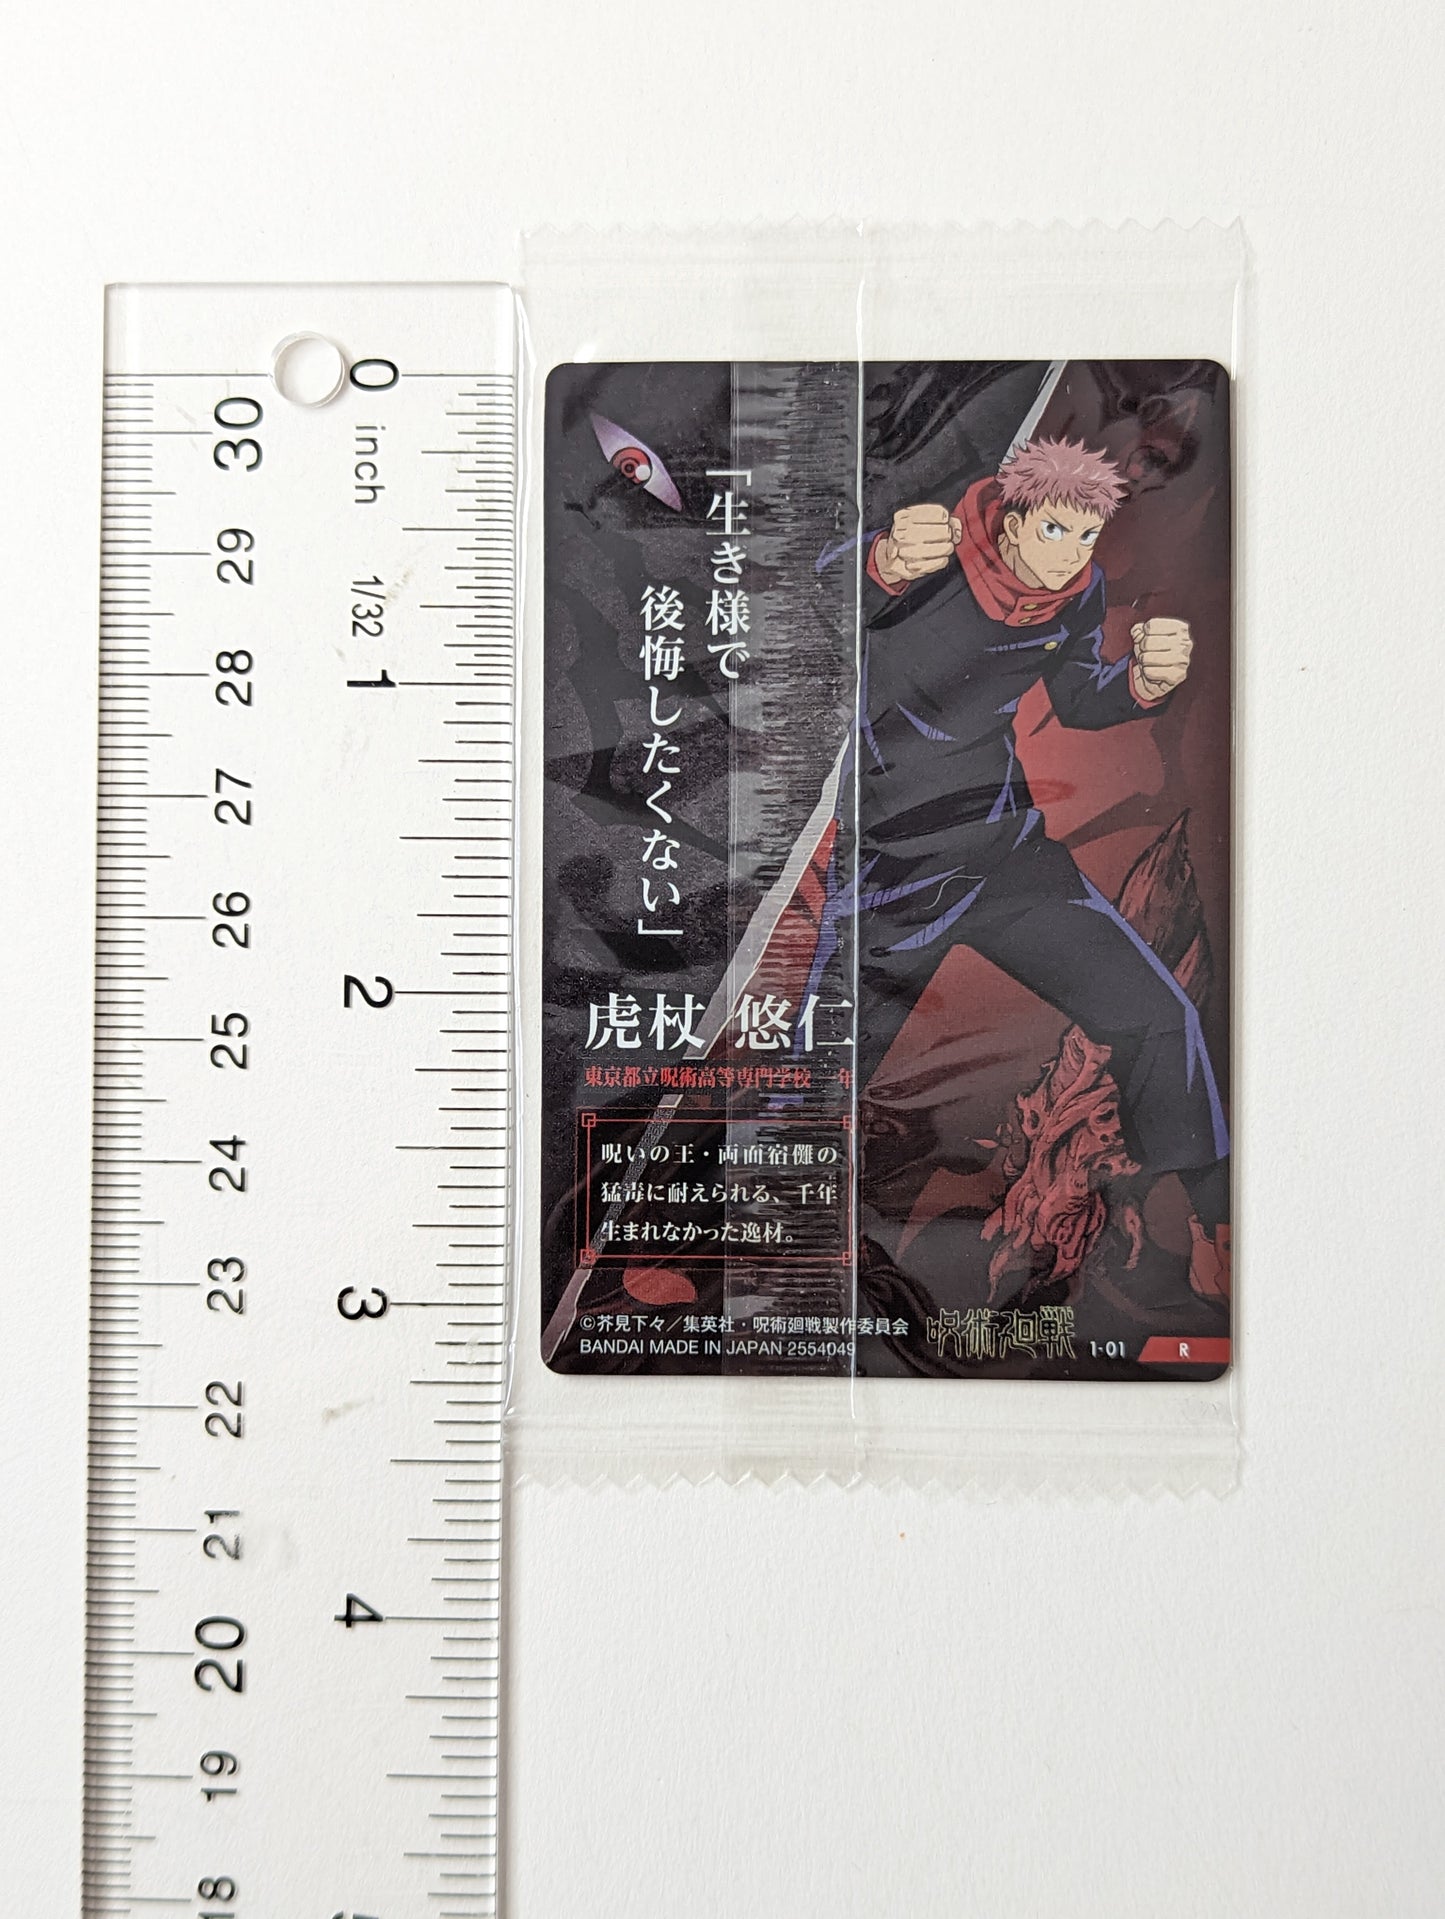 0
inch
1/32
1
2
3
4
30
29
28
27
26
25
24
23
22
21
20
19
18
「生き様で
後悔したくない」
虎杖 悠仁
東京都立呪術高等専門学校 一年
呪いの王・両面宿儺の
猛毒に耐えられる、千年
生まれなかった逸材。
©芥見下々／集英社・呪術廻戦製作委員会
BANDAI MADE IN JAPAN 2554049
呪術廻戦
1-01
R